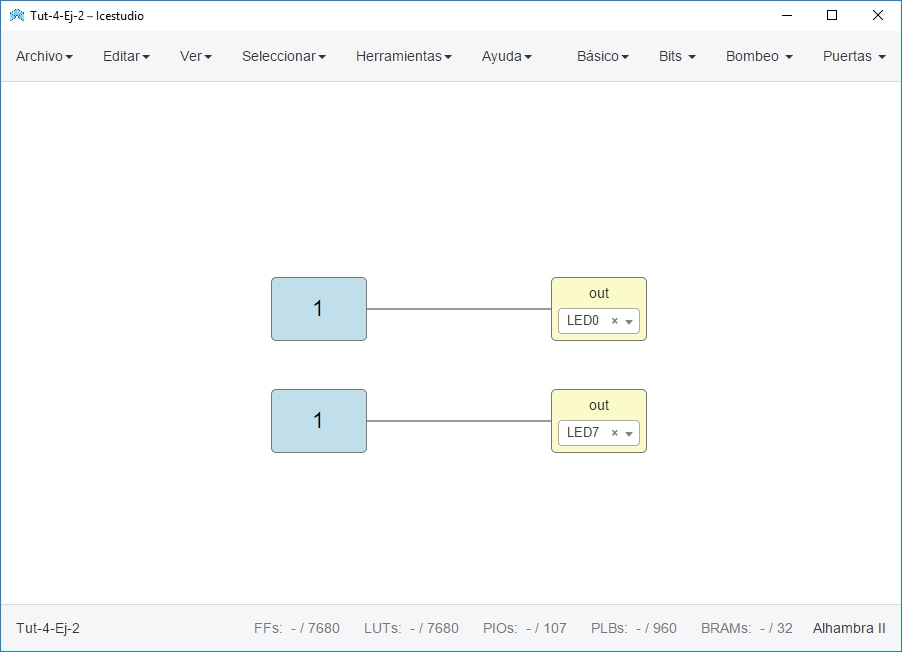 Tut-4-Ej-2 – Icestudio
Archivo Editar Ver Seleccionar Herramientas Ayuda Básico Bits Bombeo Puertas
1
out
LED0 ×
1
out
LED7 ×
Tut-4-Ej-2 FFs: - / 7680 LUTs: - / 7680 PIOs: - / 107 PLBs: - / 960 BRAMs: - / 32 Alhambra II